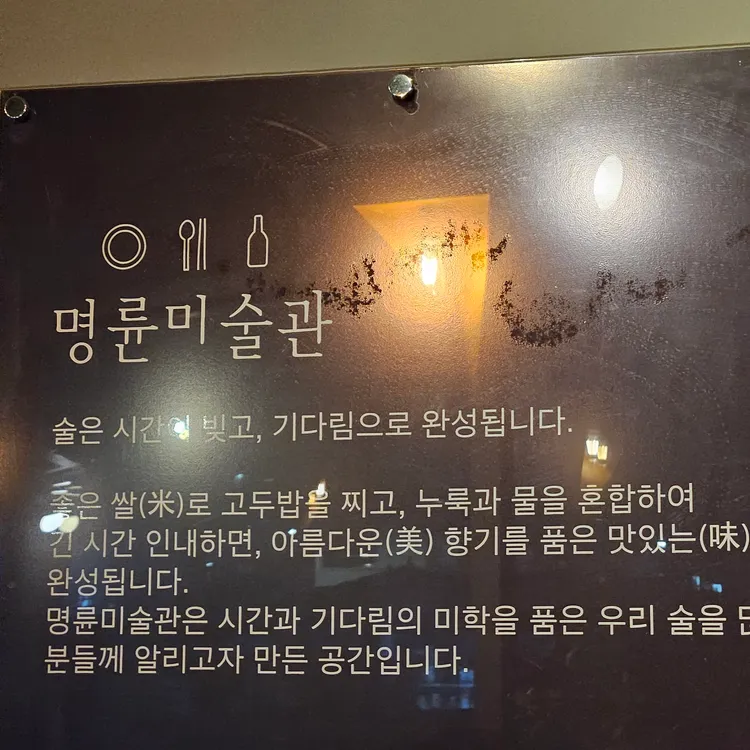 명륜미술관
술은 시간이 빚고, 기다림으로 완성됩니다.
좋은 쌀(米)로 고두밥을 찌고, 누룩과 물을 혼합하여
긴 시간 인내하면, 아름다운(美) 향기를 품은 맛있는(味)
완성됩니다.
명륜미술관은 시간과 기다림의 미학을 품은 우리 술을
분들께 알리고자 만든 공간입니다.